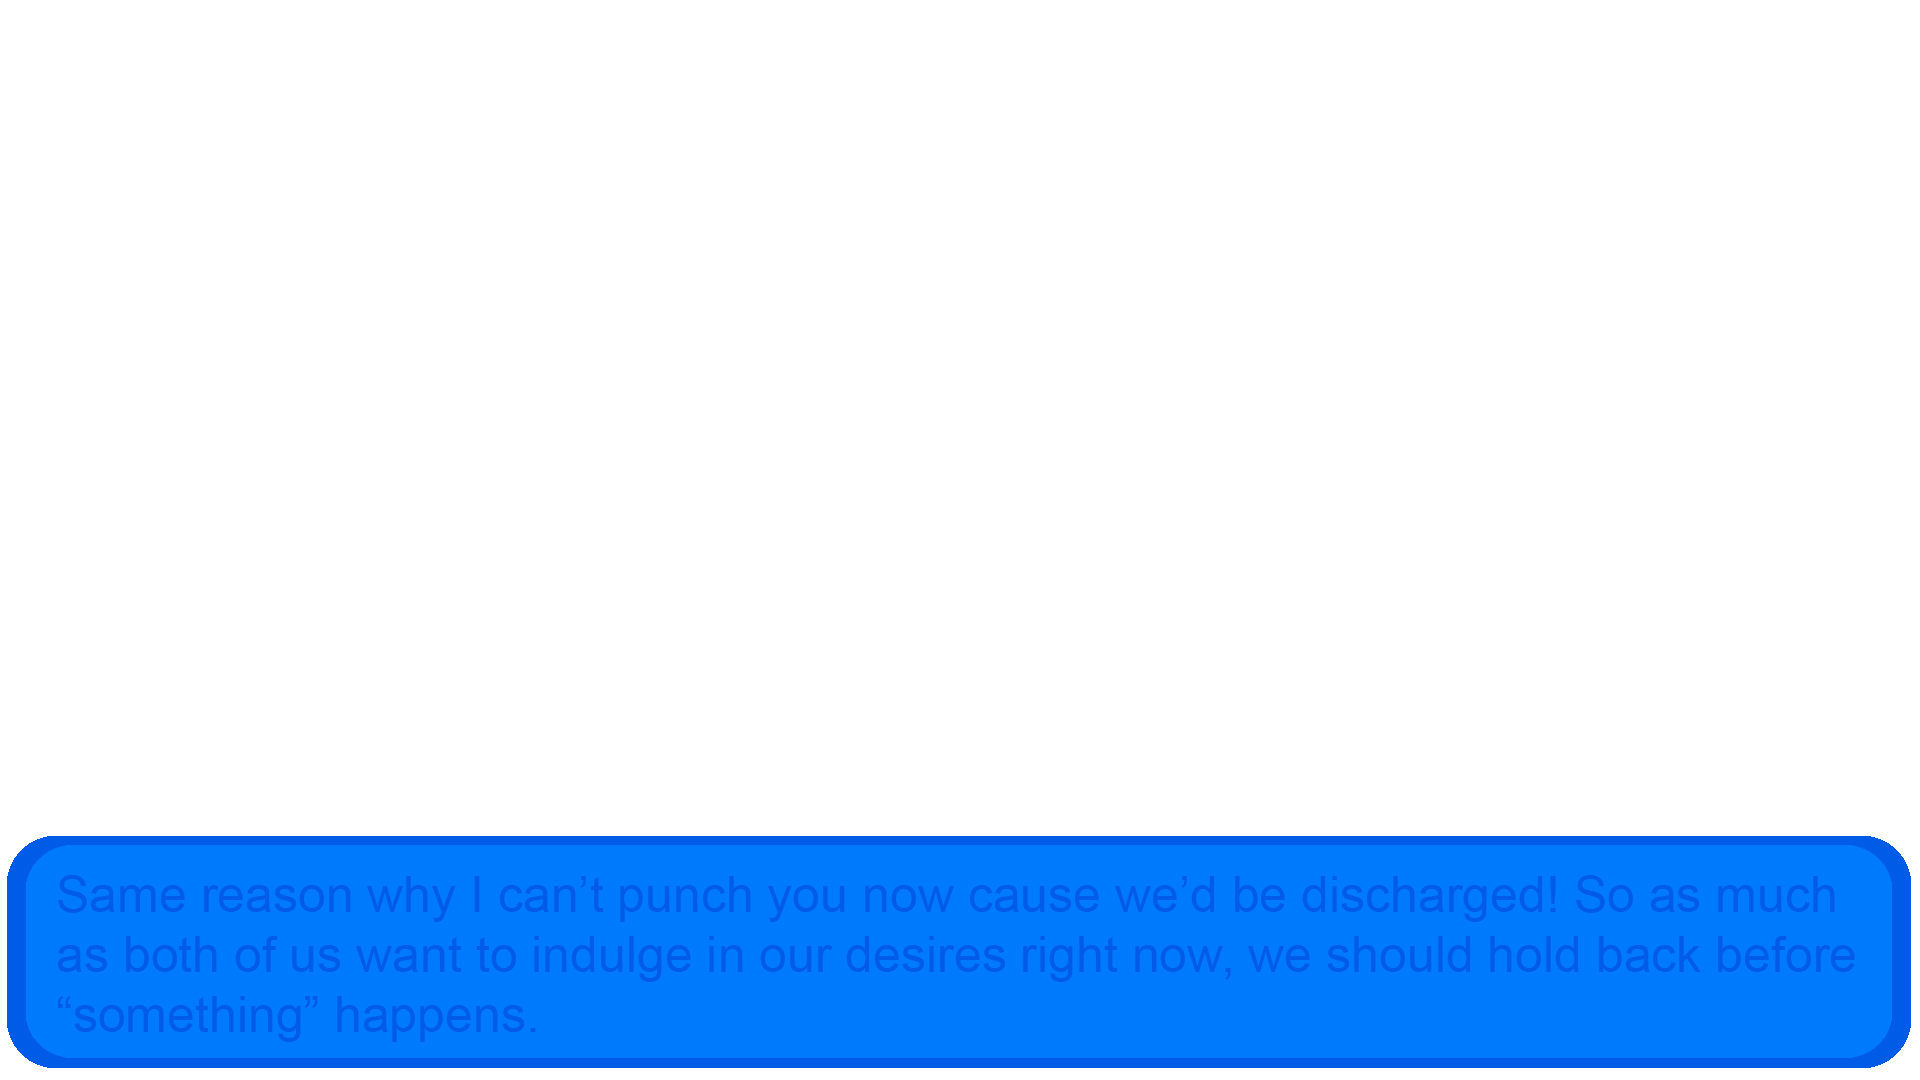 Same reason why I can’t punch you now cause we’d be discharged! So as much
as both of us want to indulge in our desires right now, we should hold back before
“something” happens.